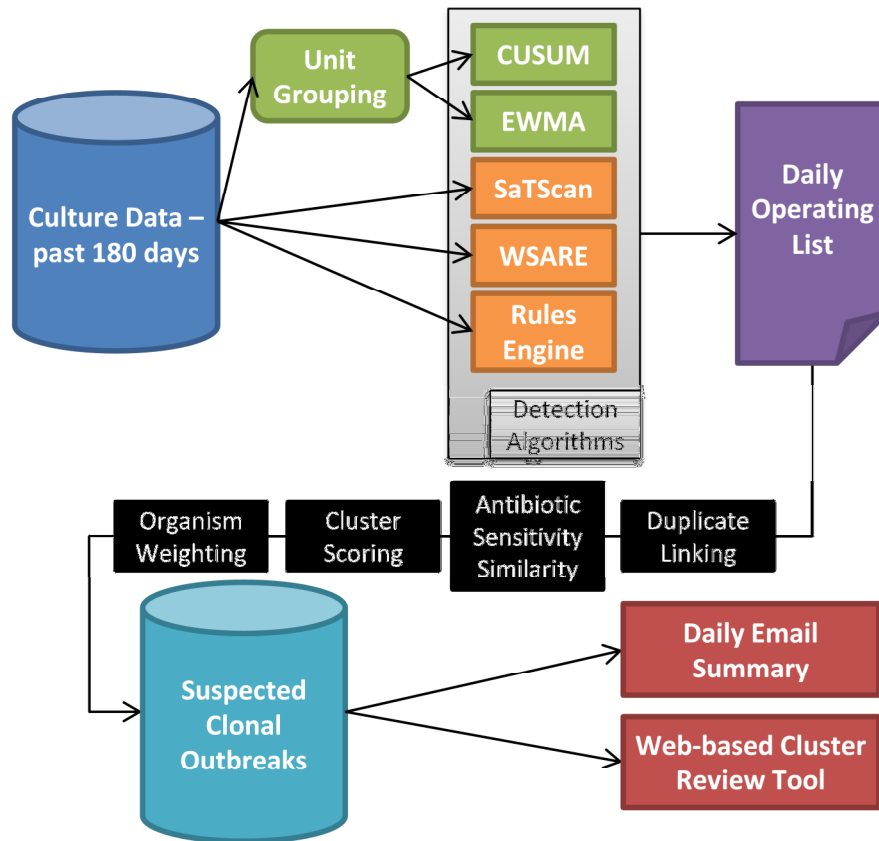 Unit
Grouping
CUSUM
EWMA
SaTScan
WSARE
Rules
Engine
Detection
Algorithms
Culture Data –
past 180 days
Daily
Operating
List
Organism
Weighting
Cluster
Scoring
Antibiotic
Sensitivity
Similarity
Duplicate
Linking
Suspected
Clonal
Outbreaks
Daily Email
Summary
Web-based Cluster
Review Tool